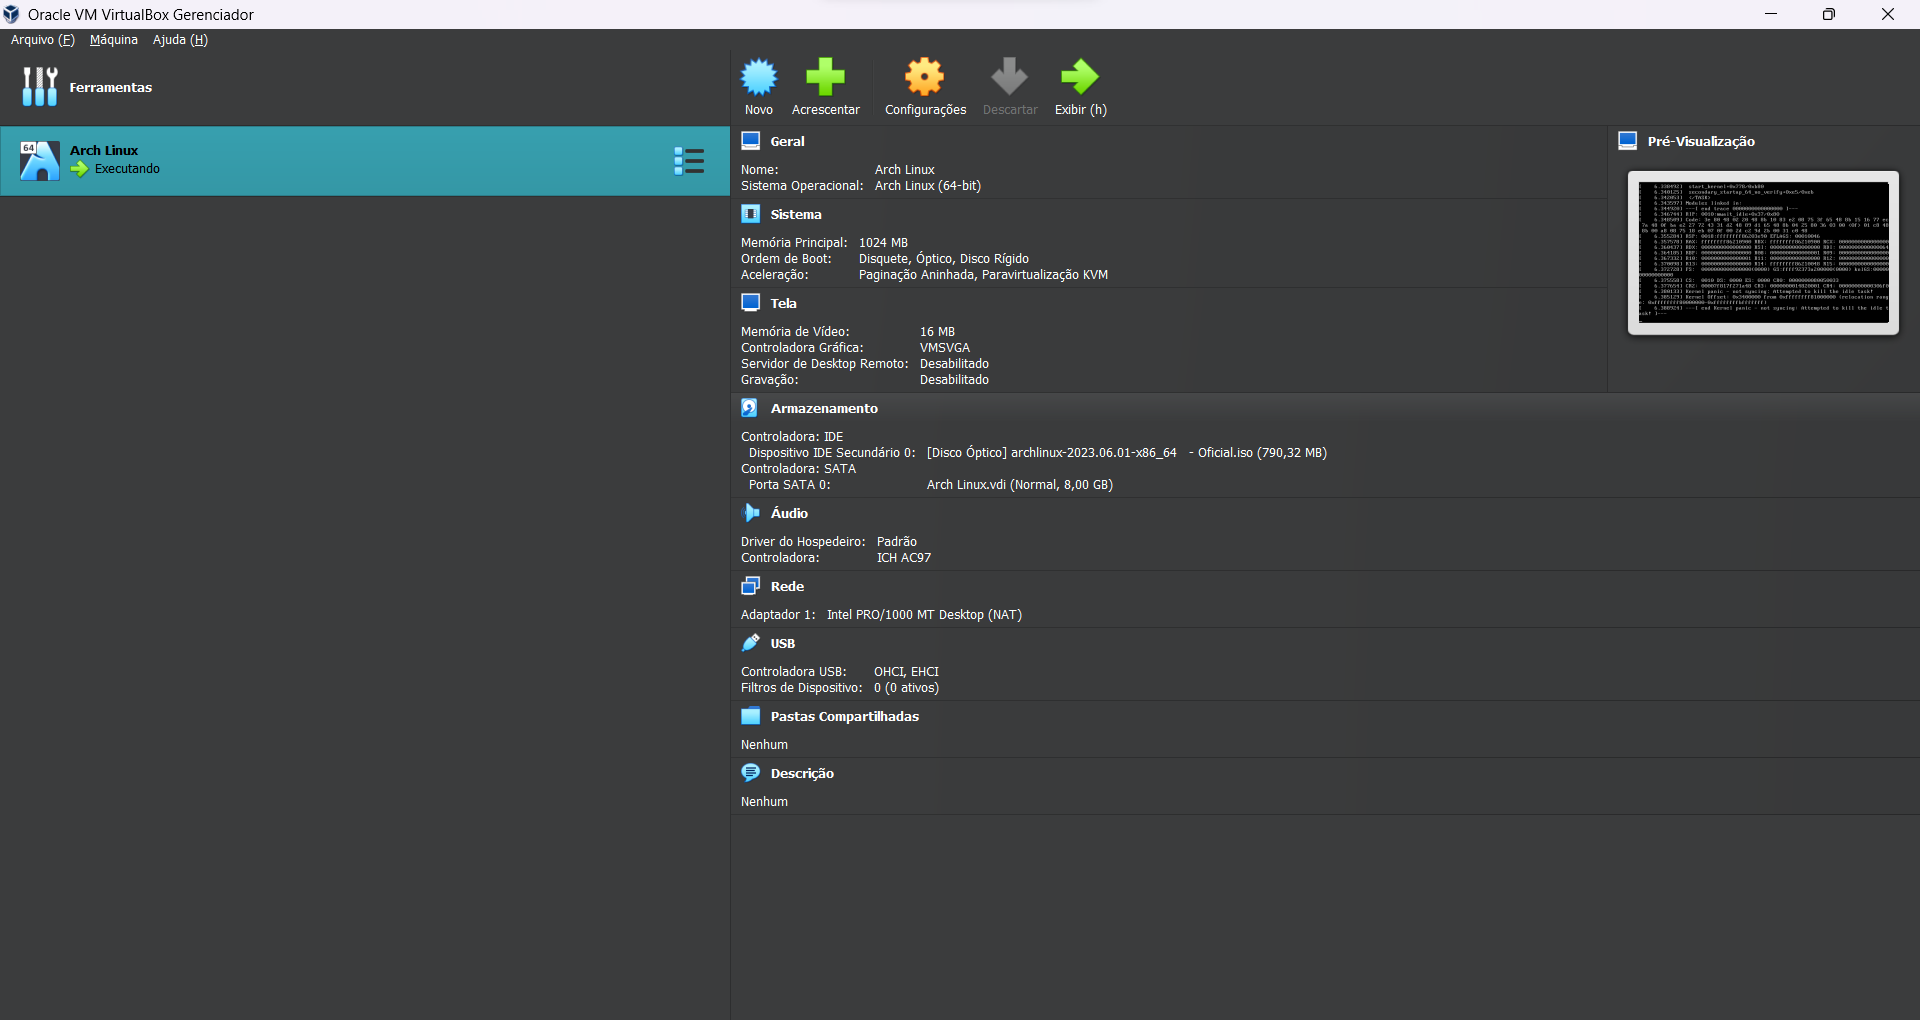 Oracle VM VirtualBox Gerenciador
Arquivo (F) Máquina Ajuda (H)
Ferramentas
Novo Acrescentar Configurações Descartar Exibir (h)
64
Arch Linux
Executando
Geral
Nome: Arch Linux
Sistema Operacional: Arch Linux (64-bit)
Sistema
Memória Principal: 1024 MB
Ordem de Boot: Disquete, Óptico, Disco Rígido
Aceleração: Paginação Aninhada, Paravirtualização KVM
Tela
Memória de Vídeo: 16 MB
Controladora Gráfica: VMSVGA
Servidor de Desktop Remoto: Desabilitado
Gravação: Desabilitado
Pré-Visualização
Armazenamento
Controladora: IDE
Dispositivo IDE Secundário 0: [Disco Óptico] archlinux-2023.06.01-x86_64 - Oficial.iso (790,32 MB)
Controladora: SATA
Porta SATA 0: Arch Linux.vdi (Normal, 8,00 GB)
Áudio
Driver do Hospedeiro: Padrão
Controladora: ICH AC97
Rede
Adaptador 1: Intel PRO/1000 MT Desktop (NAT)
USB
Controladora USB: OHCI, EHCI
Filtros de Dispositivo: 0 (0 ativos)
Pastas Compartilhadas
Nenhum
Descrição
Nenhum